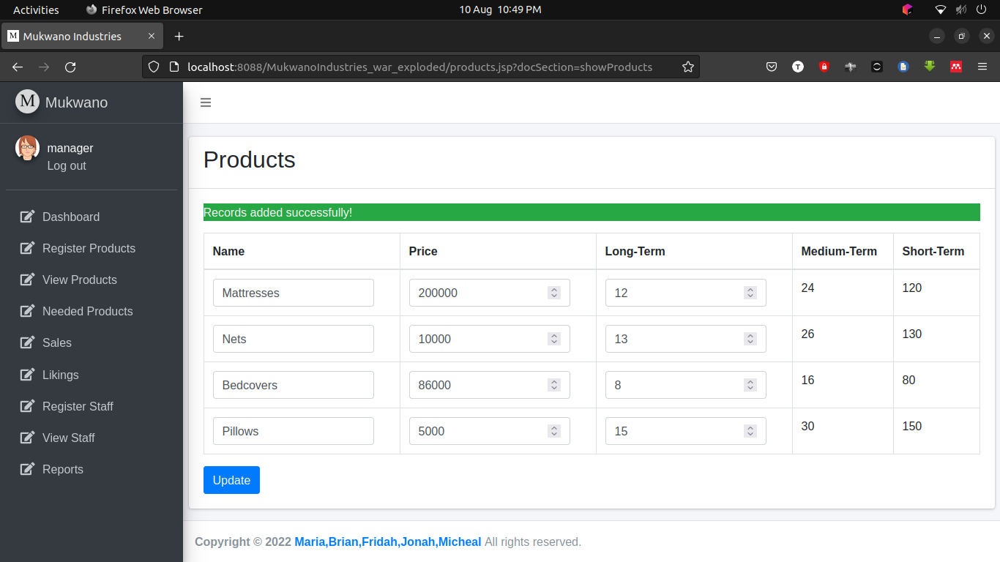 Activities Firefox Web Browser 10 Aug 10:49 PM
M Mukwano Industries
localhost:8088/MukwanoIndustries_war_exploded/products.jsp?docSection=showProducts T
M Mukwano
manager
Log out
Dashboard
Register Products
View Products
Needed Products
Sales
Likings
Register Staff
View Staff
Reports
Products
Records added successfully!
Name Price Long-Term Medium-Term Short-Term
Mattresses 200000 12 24 120
Nets 10000 13 26 130
Bedcovers 86000 8 16 80
Pillows 5000 15 30 150
Update
Copyright © 2022 Maria,Brian,Fridah,Jonah,Micheal All rights reserved.